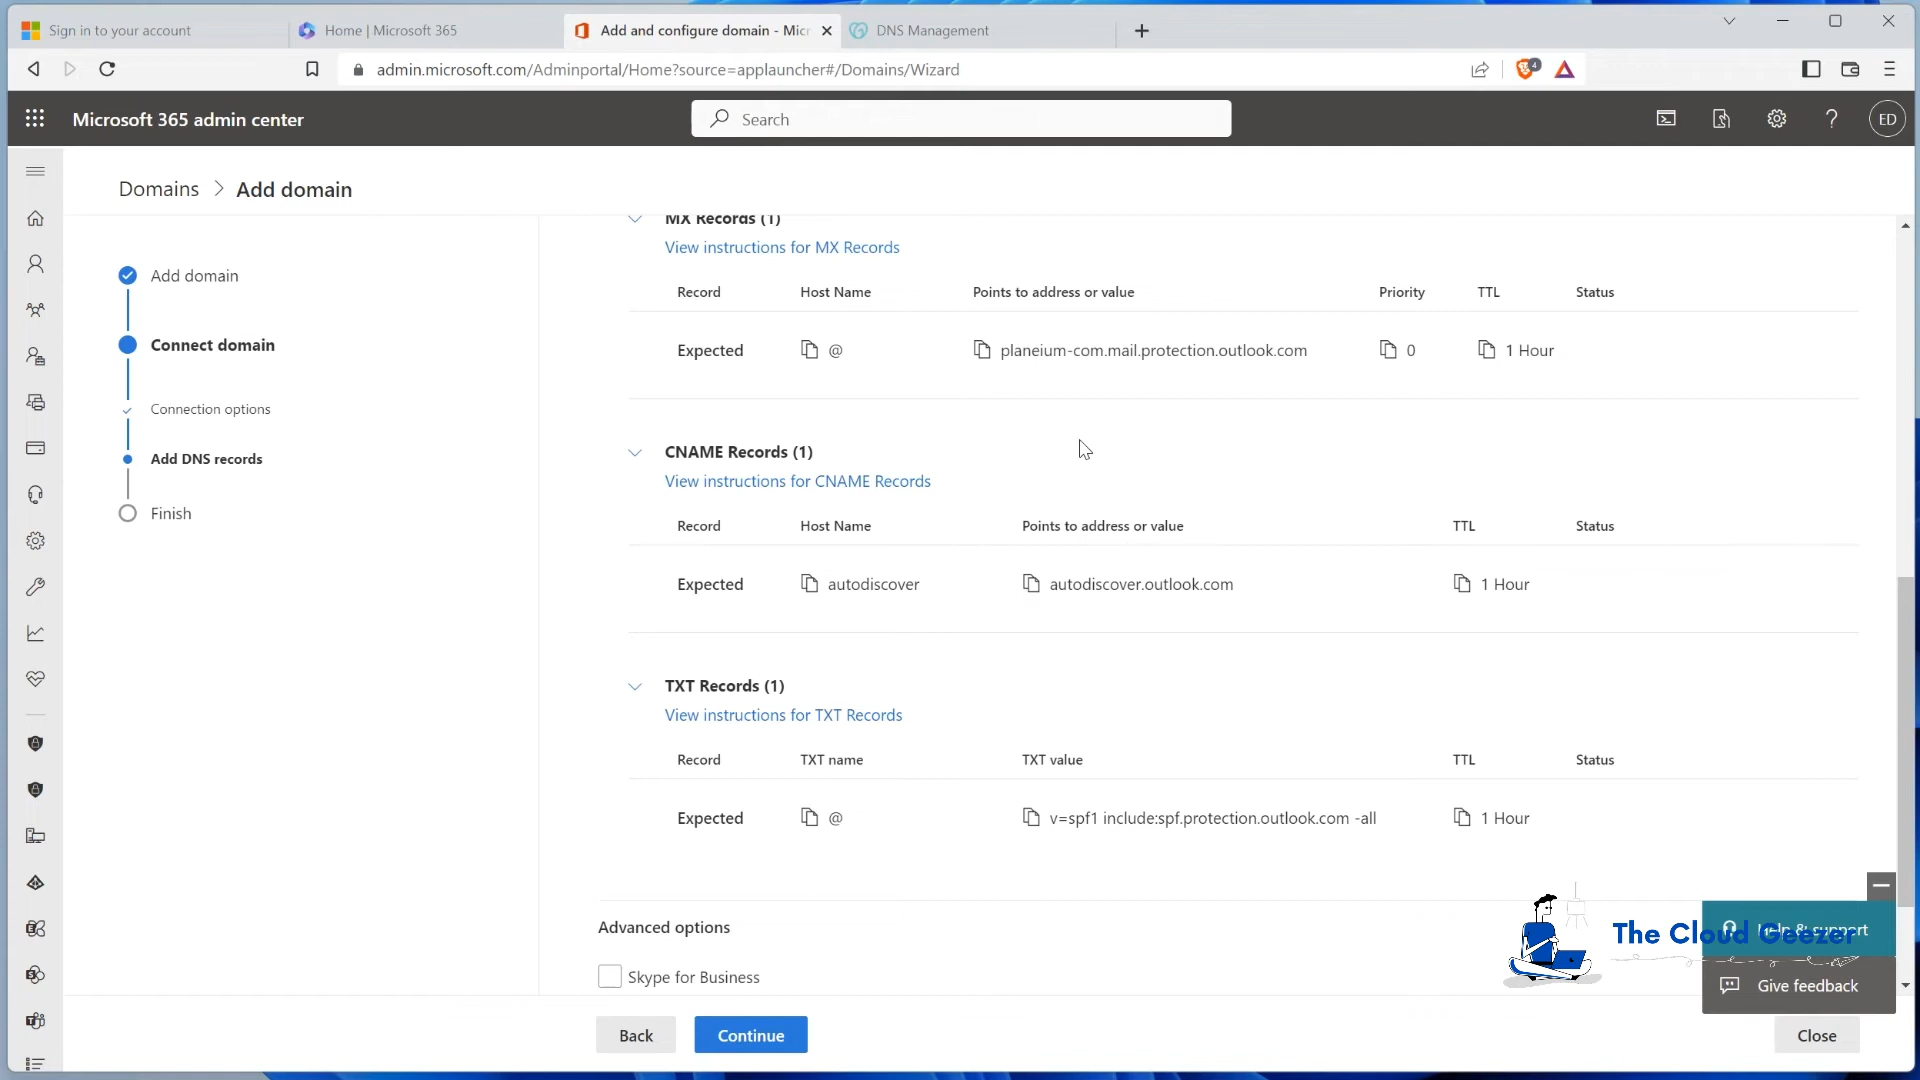 Sign in to your account
Home | Microsoft 365
Add and configure domain - Micr
DNS Management
admin.microsoft.com/Adminportal/Home?source=applauncher#/Domains/Wizard
4
Microsoft 365 admin center
Search
ED
Domains > Add domain
Add domain
Connect domain
Connection options
Add DNS records
Finish
MX Records (1)
View instructions for MX Records
Record Host Name Points to address or value Priority TTL Status
Expected @ planeium-com.mail.protection.outlook.com 0 1 Hour
CNAME Records (1)
View instructions for CNAME Records
Record Host Name Points to address or value TTL Status
Expected autodiscover autodiscover.outlook.com 1 Hour
TXT Records (1)
View instructions for TXT Records
Record TXT name TXT value TTL Status
Expected @ v=spf1 include:spf.protection.outlook.com -all 1 Hour
Advanced options
Skype for Business
The Cloud Geezer
Help & support
Give feedback
Back
Continue
Close